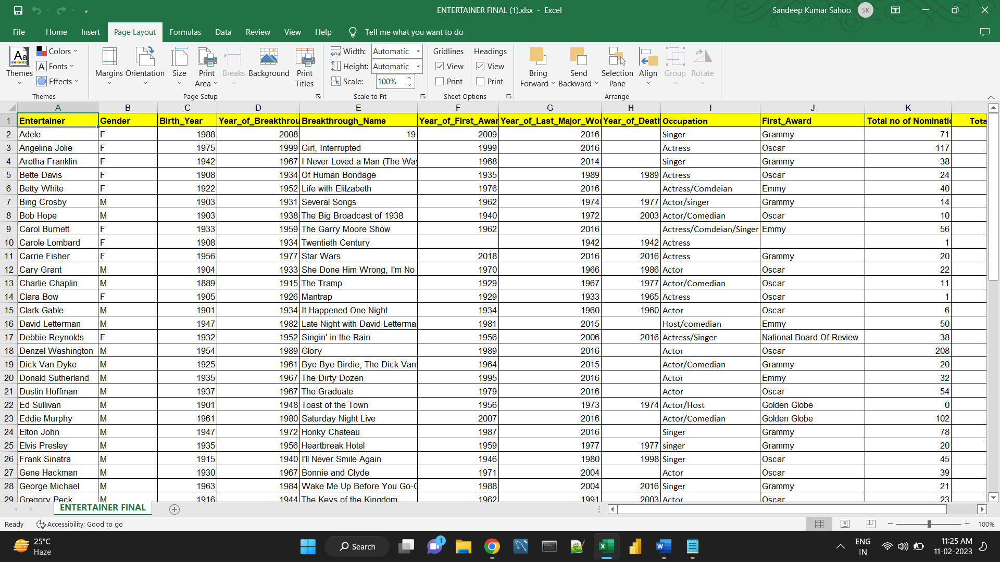 ENTERTAINER FINAL (1).xlsx - Excel
Sandeep Kumar Sahoo SK
File Home Insert Page Layout Formulas Data Review View Help Tell me what you want to do
Aa Colors Width: Automatic Gridlines Headings
A Fonts Height: Automatic View View
Themes Effects Margins Orientation Size Print Area Breaks Background Print Titles Scale: 100% Print Print Bring Forward Send Backward Selection Pane Align Group Rotate
Themes Page Setup Scale to Fit Sheet Options Arrange
A B C D E F G H I J K
1 Entertainer Gender Birth_Year Year_of_Breakthrou Breakthrough_Name Year_of_First_Awar Year_of_Last_Major_Wo Year_of_Death Occupation First_Award Total no of Nominatio Tota
2 Adele F 1988 2008 19 2009 2016 Singer Grammy 71
3 Angelina Jolie F 1975 1999 Girl, Interrupted 1999 2016 Actress Oscar 117
4 Aretha Franklin F 1942 1967 I Never Loved a Man (The Way 1968 2014 Singer Grammy 38
5 Bette Davis F 1908 1934 Of Human Bondage 1935 1989 1989 Actress Oscar 24
6 Betty White F 1922 1952 Life with Elilzabeth 1976 2016 Actress/Comdeian Emmy 40
7 Bing Crosby M 1903 1931 Several Songs 1962 1974 1977 Actor/singer Grammy 14
8 Bob Hope M 1903 1938 The Big Broadcast of 1938 1940 1972 2003 Actor/Comedian Oscar 10
9 Carol Burnett F 1933 1959 The Garry Moore Show 1962 2016 Actress/Comdeian/Singer Emmy 56
10 Carole Lombard F 1908 1934 Twentieth Century 1942 1942 Actress 1
11 Carrie Fisher F 1956 1977 Star Wars 2018 2016 2016 Actress Grammy 20
12 Cary Grant M 1904 1933 She Done Him Wrong, I'm No 1970 1966 1986 Actor Oscar 22
13 Charlie Chaplin M 1889 1915 The Tramp 1929 1967 1977 Actor/Comedian Oscar 11
14 Clara Bow F 1905 1926 Mantrap 1929 1933 1965 Actress Oscar 1
15 Clark Gable M 1901 1934 It Happened One Night 1934 1960 1960 Actor Oscar 6
16 David Letterman M 1947 1982 Late Night with David Letterma 1981 2015 Host/comedian Emmy 50
17 Debbie Reynolds F 1932 1952 Singin' in the Rain 1956 2006 2016 Actress/Singer National Board Of Review 38
18 Denzel Washington M 1954 1989 Glory 1989 2016 Actor Oscar 208
19 Dick Van Dyke M 1925 1961 Bye Bye Birdie, The Dick Van 1964 2015 Actor/Comedian Grammy 20
20 Donald Sutherland M 1935 1967 The Dirty Dozen 1995 2016 Actor Emmy 32
21 Dustin Hoffman M 1937 1967 The Graduate 1979 2016 Actor Oscar 54
22 Ed Sullivan M 1901 1948 Toast of the Town 1956 1973 1974 Actor/Host Golden Globe 0
23 Eddie Murphy M 1961 1980 Saturday Night Live 2007 2016 Actor/Comedian Golden Globe 102
24 Elton John M 1947 1972 Honky Chateau 1987 2016 Singer Grammy 78
25 Elvis Presley M 1935 1956 Heartbreak Hotel 1959 1977 1977 singer Grammy 20
26 Frank Sinatra M 1915 1940 I'll Never Smile Again 1946 1980 1998 Singer Oscar 45
27 Gene Hackman M 1930 1967 Bonnie and Clyde 1971 2004 Actor Oscar 39
28 George Michael M 1963 1984 Wake Me Up Before You Go-G 1988 2004 2016 Singer Grammy 21
29 Gregory Peck M 1916 1944 The Keys of the Kingdom 1962 1991 2003 Actor Oscar 23
ENTERTAINER FINAL
Ready Accessibility: Good to go 100%
25°C
Haze
Search
1
ENG
IN
11:25 AM
11-02-2023